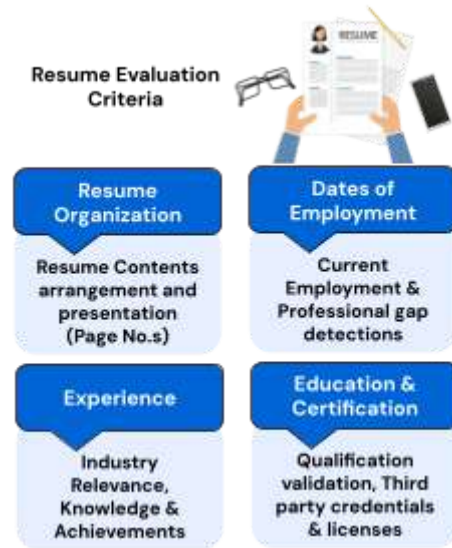 RESUME
Resume Evaluation
Criteria
Resume
Organization
Resume Contents
arrangement and
presentation
(Page No.s)
Dates of
Employment
Current
Employment &
Professional gap
detections
Experience
Industry
Relevance,
Knowledge &
Achievements
Education &
Certification
Qualification
validation, Third
party credentials
& licenses